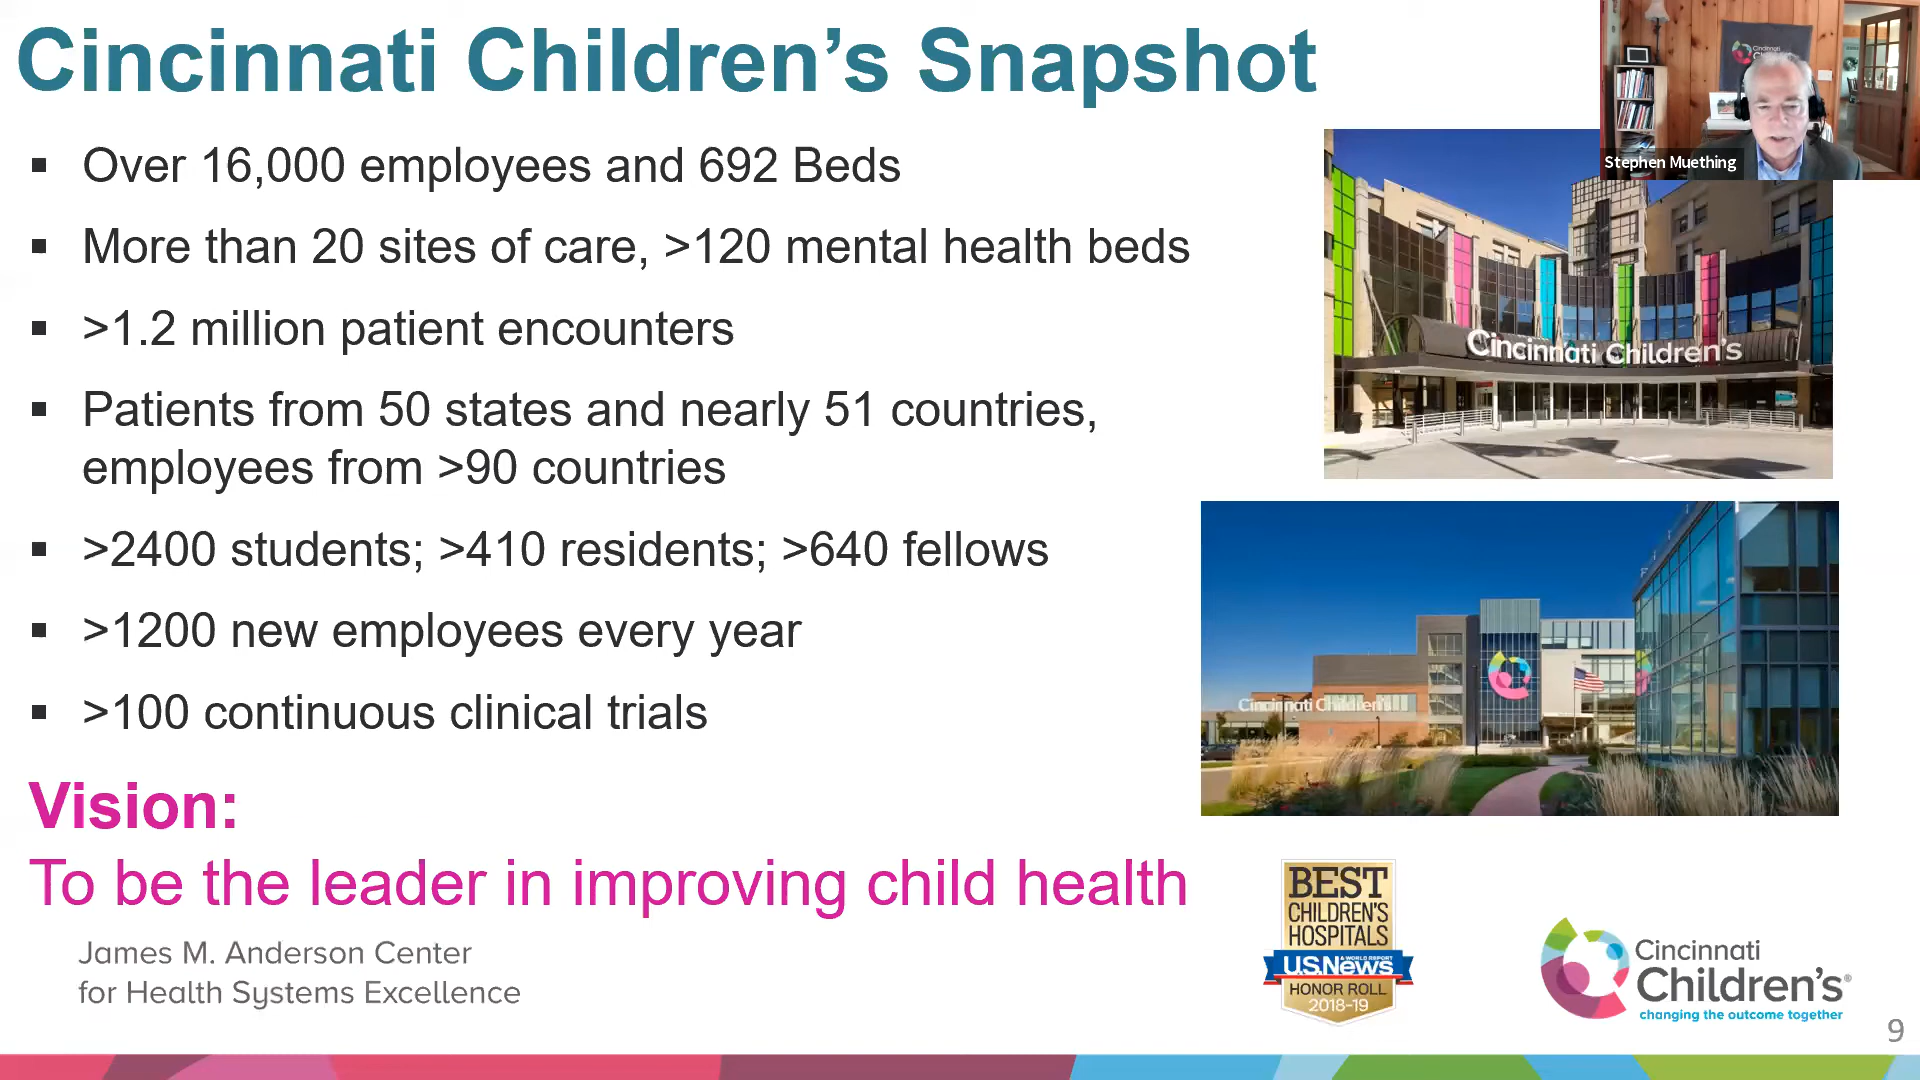 Cincinnati Children's Snapshot
▪ Over 16,000 employees and 692 Beds
▪ More than 20 sites of care, >120 mental health beds
▪ >1.2 million patient encounters
▪ Patients from 50 states and nearly 51 countries,
employees from >90 countries
▪ >2400 students; >410 residents; >640 fellows
▪ >1200 new employees every year
▪ >100 continuous clinical trials
Vision:
To be the leader in improving child health
James M. Anderson Center
for Health Systems Excellence
Stephen Muething
Cincinnati Children's
Cincinnati Children's
BEST
CHILDREN'S
HOSPITALS
U.S.News
& WORLD REPORT
HONOR ROLL
2018-19
Cincinnati
Children's®
changing the outcome together
9